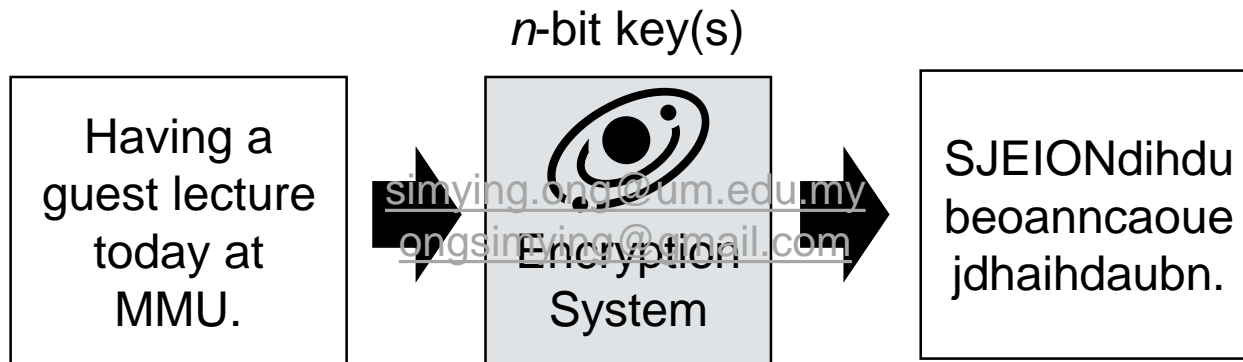 n-bit key(s)
Having a
guest lecture
today at
MMU.
simying.ong@um.edu.my
ongsimying@gmail.com
Encryption
System
SJEIONdihdu
beoanncaoue
jdhaihdaubn.